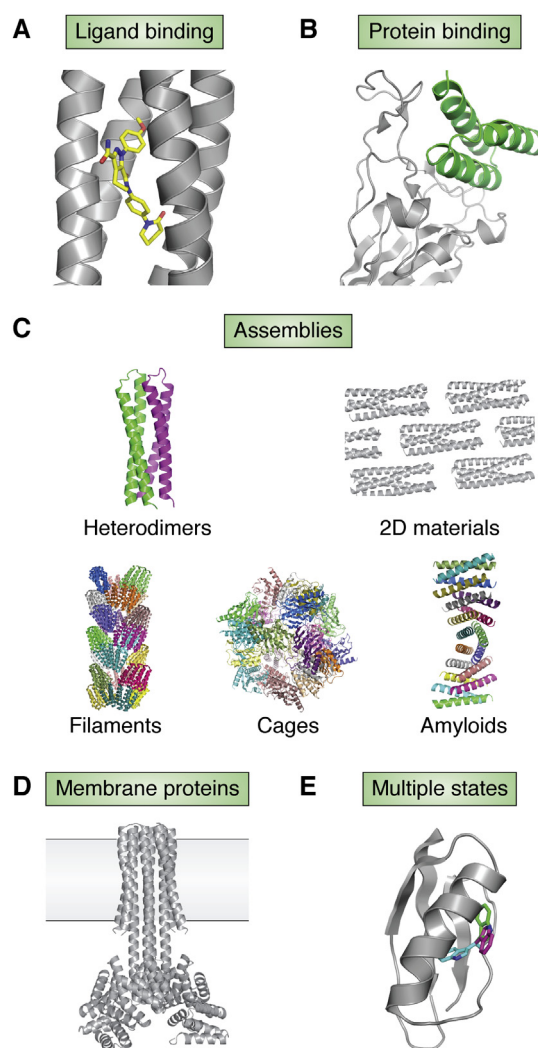 A
Ligand binding
B
Protein binding
C
Assemblies
Heterodimers
2D materials
Filaments
Cages
Amyloids
D
Membrane proteins
E
Multiple states